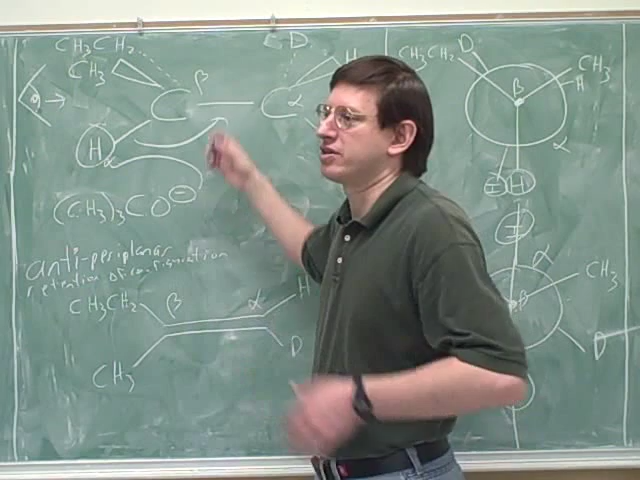 CH3CH2
CH3
C
β
C
α
D
H
H
α
(CH3)3CO⊖
anti-periplanar
retention of configuration
CH3CH2
β
α
H
CH3
D
CH3CH2
D
β
CH3
H
α
I
H
I
α
CH3
β
D